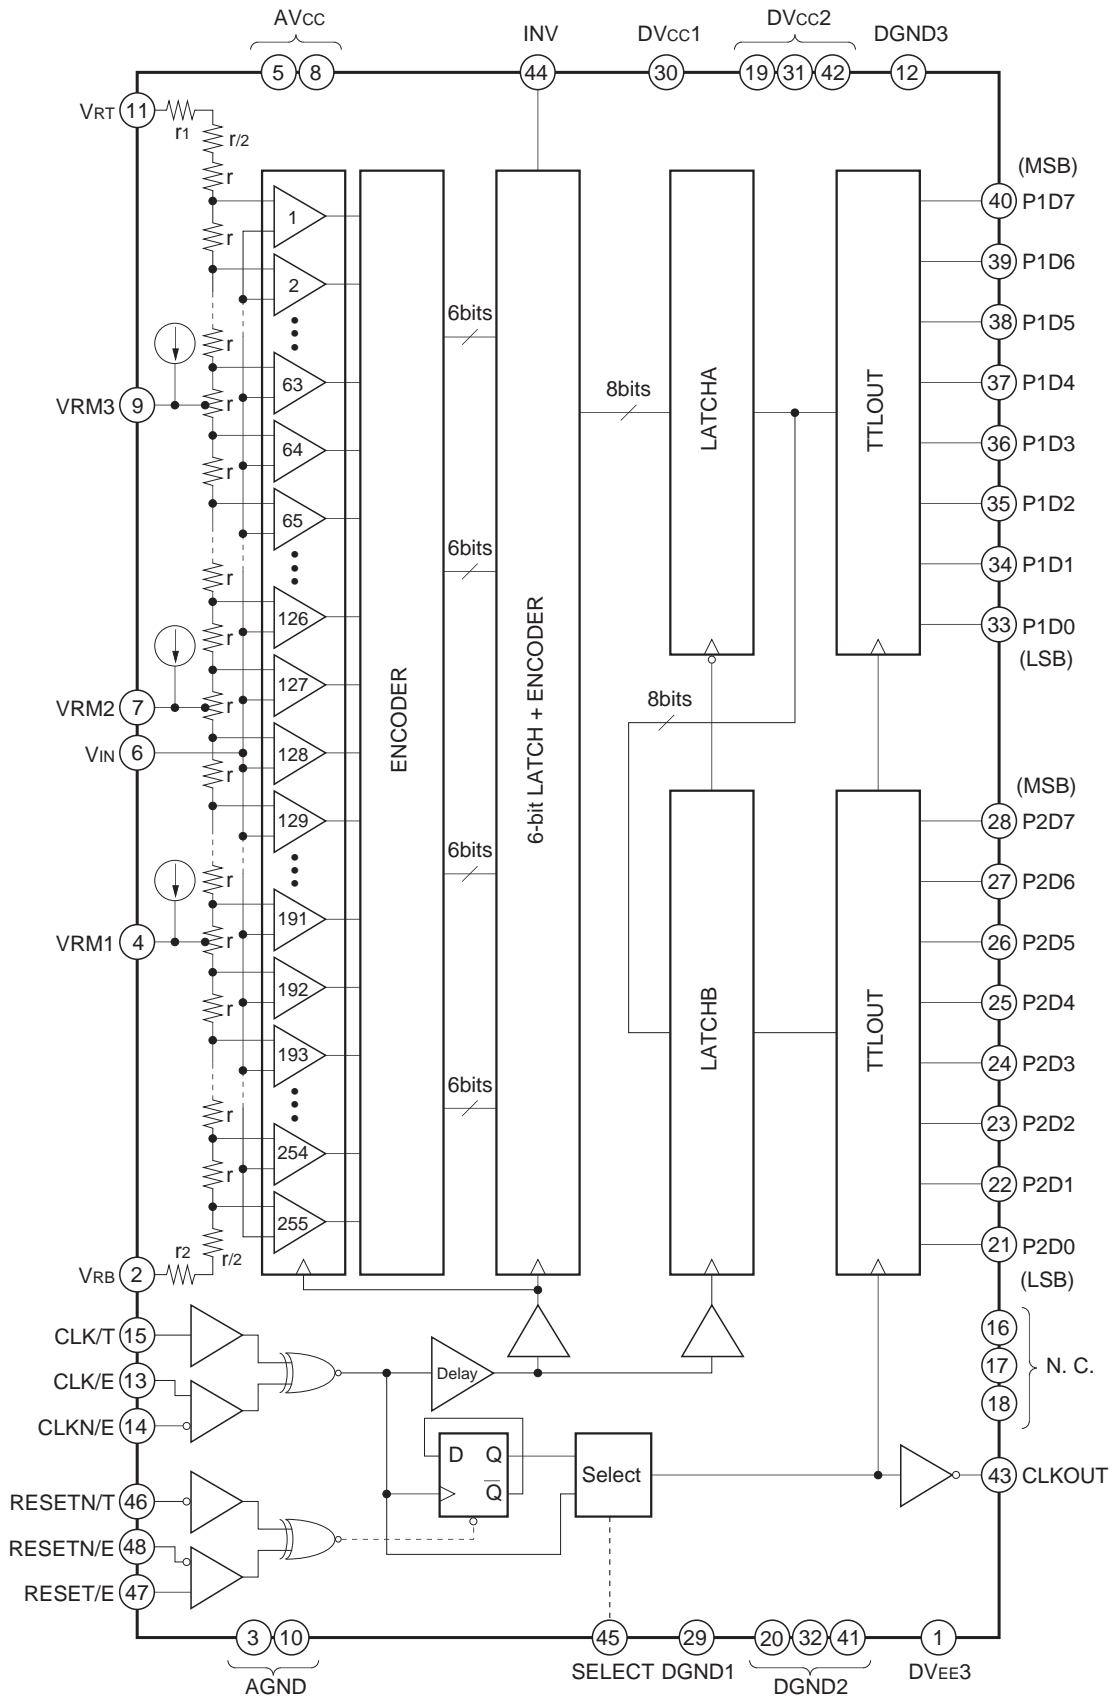 AVCC
INV
DVCC1
DVCC2
DGND3
5
8
44
30
19
31
42
12
VRT
11
r1
r/2
r
(MSB)
1
40
P1D7
r
39
P1D6
2
6bits
38
P1D5
r
63
8bits
37
P1D4
VRM3
9
r
LATCHA
TTLOUT
64
36
P1D3
r
65
35
P1D2
6bits
34
P1D1
r
126
33
P1D0
(LSB)
r
127
8bits
VRM2
7
r
VIN
6
128
ENCODER
6-bit LATCH + ENCODER
r
(MSB)
129
28
P2D7
6bits
r
27
P2D6
191
VRM1
4
r
26
P2D5
192
25
P2D4
r
LATCHB
TTLOUT
193
24
P2D3
6bits
r
23
P2D2
254
r
22
P2D1
255
21
P2D0
r2
r/2
VRB
2
(LSB)
CLK/T
15
16
CLK/E
13
Delay
17
N. C.
CLKN/E
14
18
D
Q
Q
Select
43
CLKOUT
RESETN/T
46
RESETN/E
48
RESET/E
47
3
10
45
29
20
32
41
1
AGND
SELECT
DGND1
DGND2
DVEE3